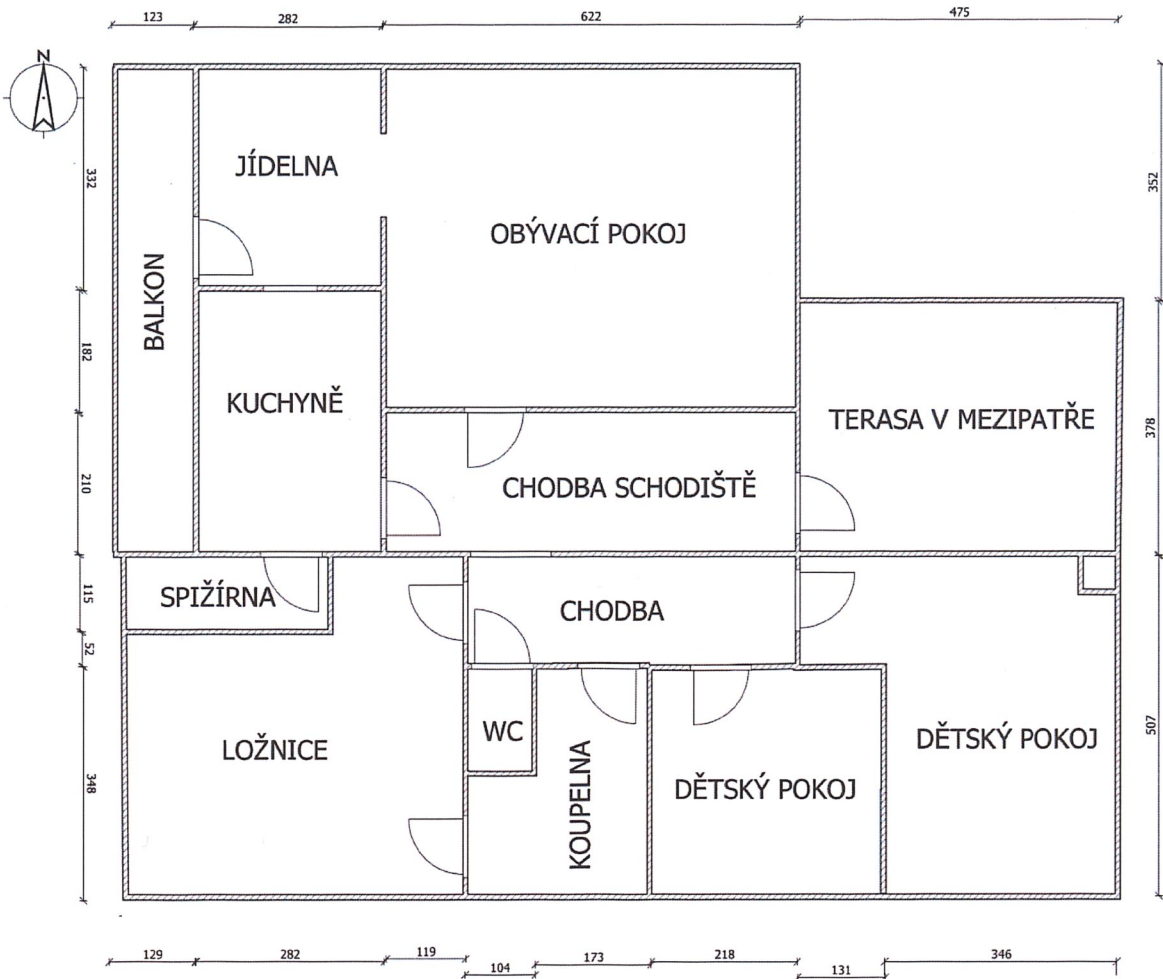 123
282
622
475
N
332
182
210
115
52
348
352
378
507
JÍDELNA
OBÝVACÍ POKOJ
BALKON
KUCHYNĚ
TERASA V MEZIPATŘE
CHODBA SCHODIŠTĚ
SPIŽÍRNA
CHODBA
LOŽNICE
WC
KOUPELNA
DĚTSKÝ POKOJ
DĚTSKÝ POKOJ
129
282
119
104
173
218
131
346